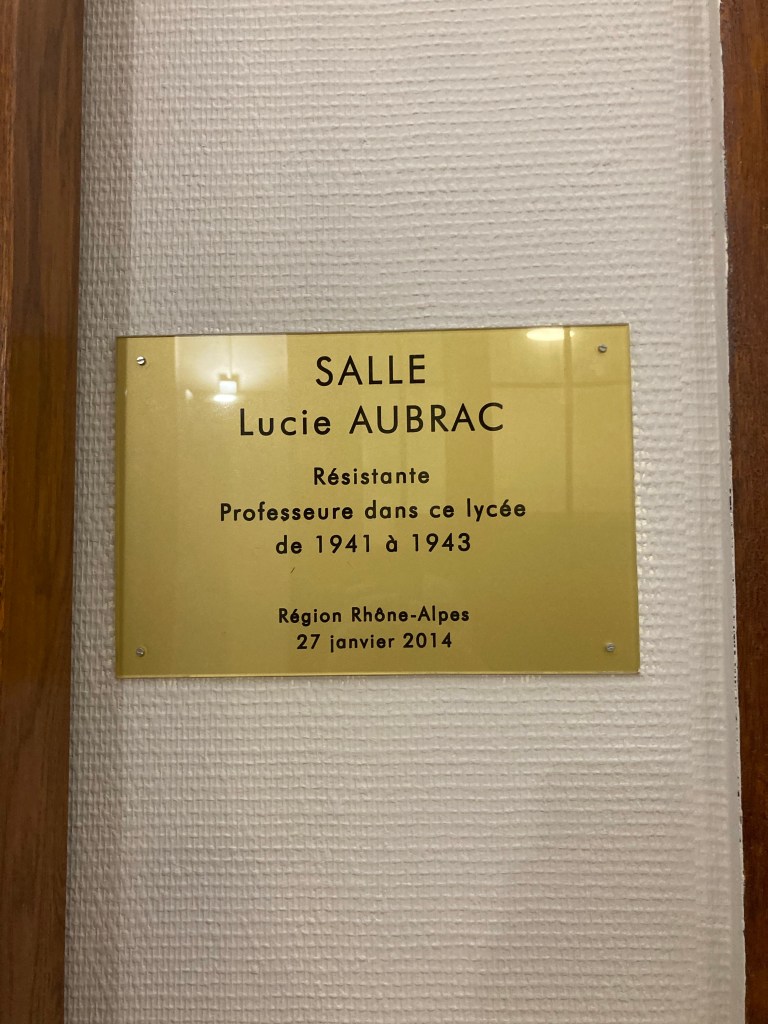 SALLE
Lucie AUBRAC
Résistante
Professeure dans ce lycée
de 1941 à 1943
Région Rhône-Alpes
27 janvier 2014